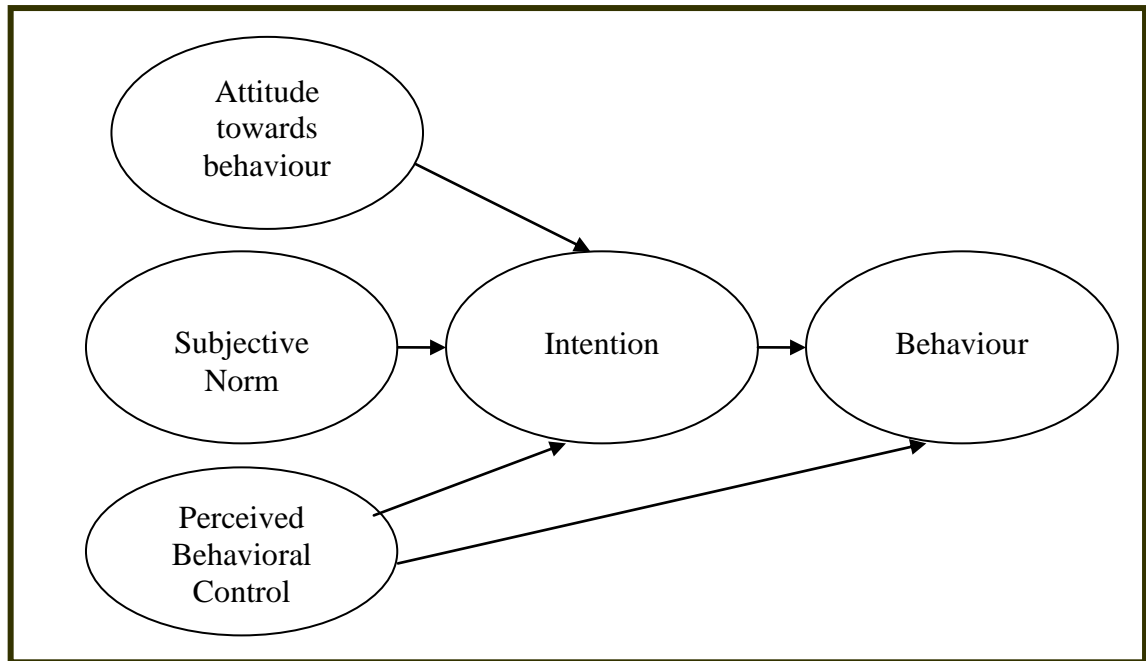 Attitude
towards
behaviour
Subjective
Norm
Intention
Behaviour
Perceived
Behavioral
Control